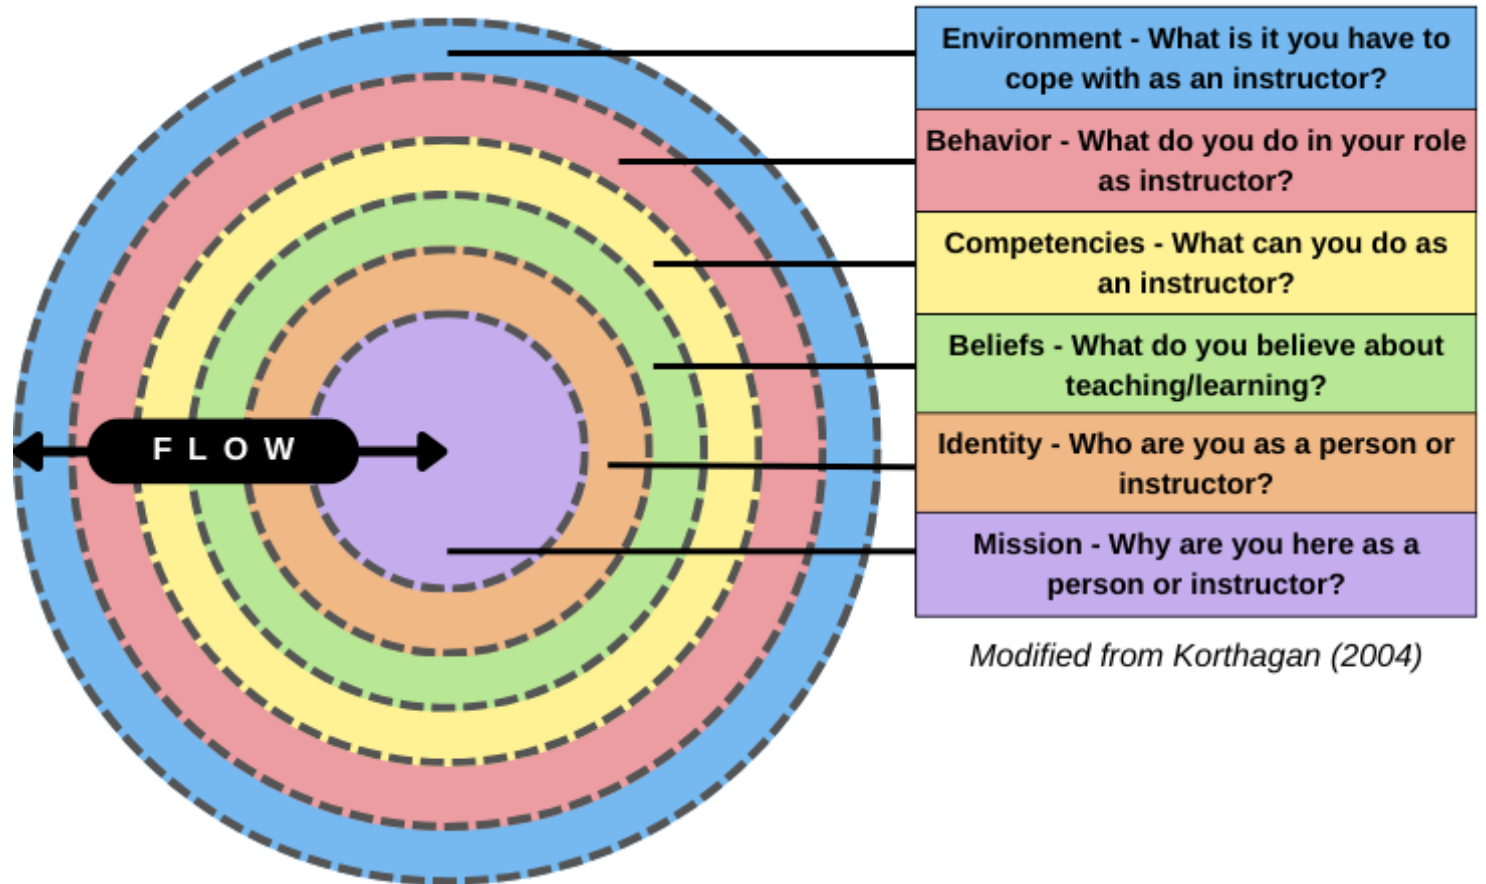 Environment - What is it you have to
cope with as an instructor?
Behavior - What do you do in your role
as instructor?
Competencies - What can you do as
an instructor?
Beliefs - What do you believe about
teaching/learning?
FLOW
Identity - Who are you as a person or
instructor?
Mission - Why are you here as a
person or instructor?
Modified from Korthagan (2004)